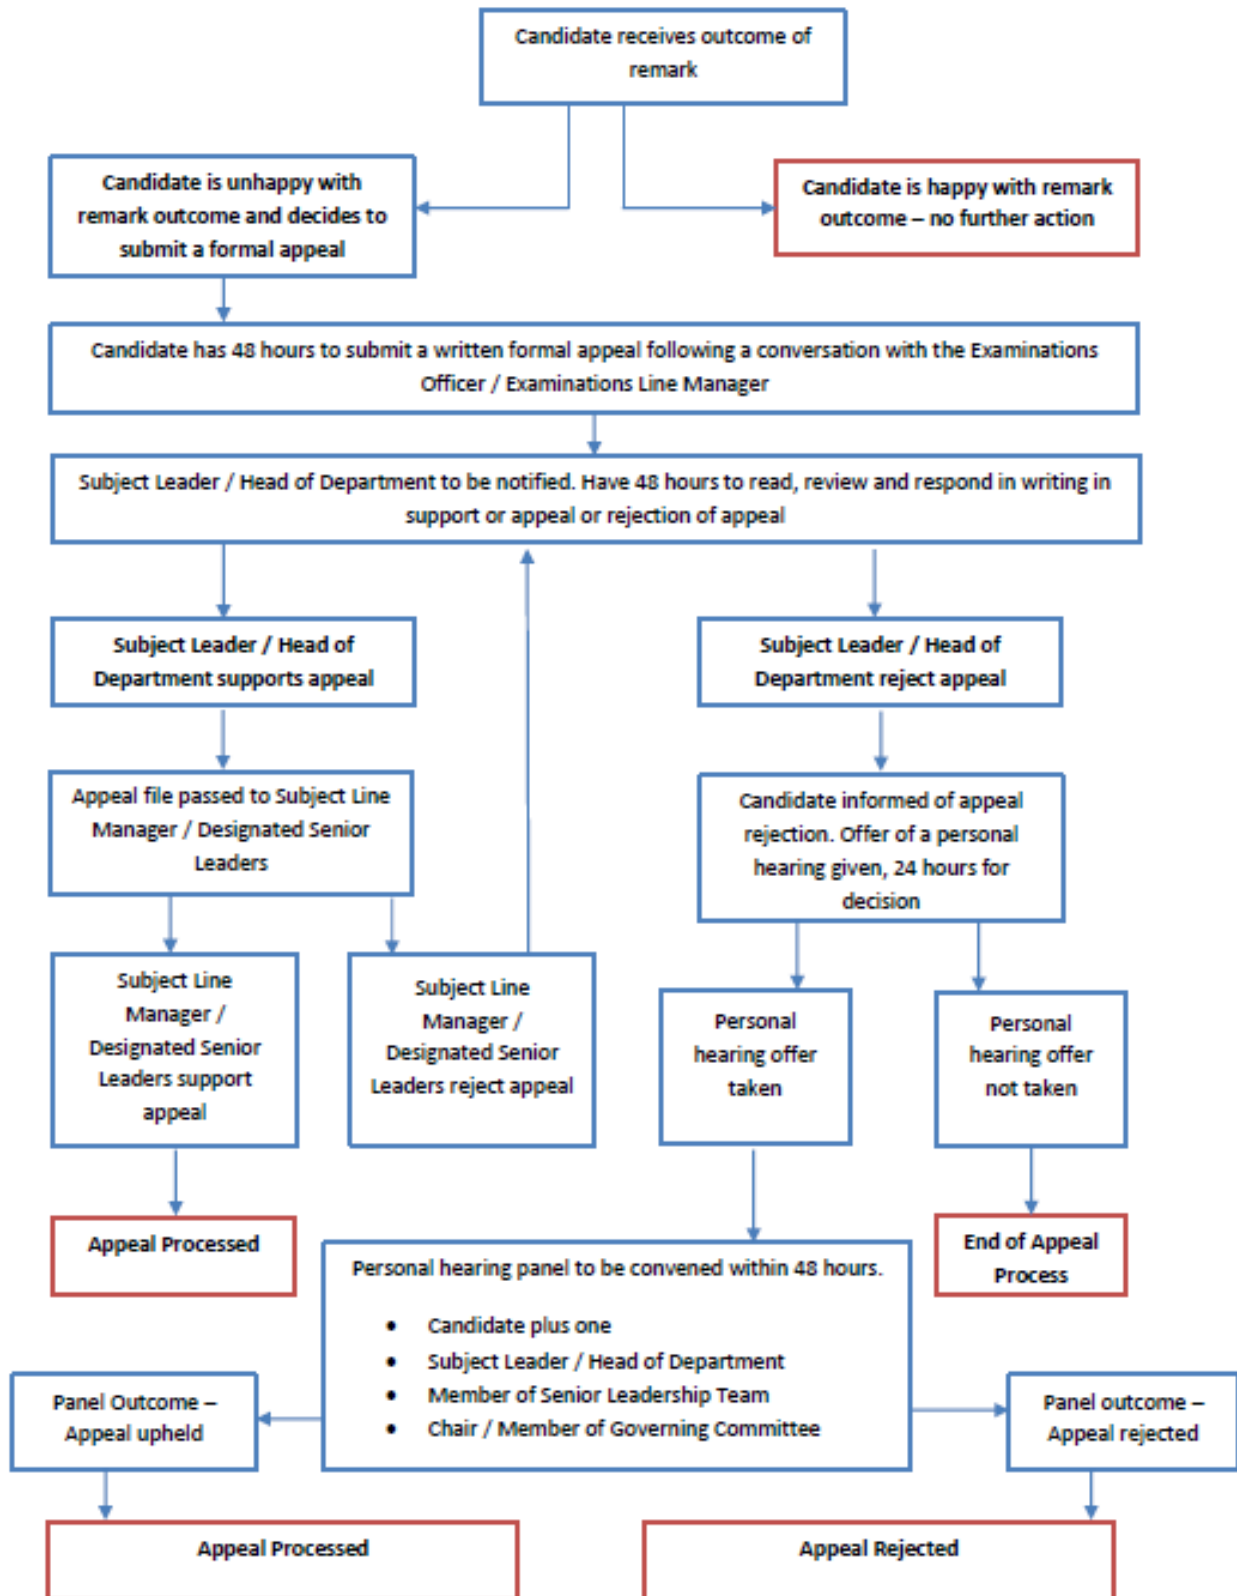 Candidate receives outcome of
remark
Candidate is unhappy with
remark outcome and decides to
submit a formal appeal
Candidate is happy with remark
outcome – no further action
Candidate has 48 hours to submit a written formal appeal following a conversation with the Examinations
Officer / Examinations Line Manager
Subject Leader / Head of Department to be notified. Have 48 hours to read, review and respond in writing in
support or appeal or rejection of appeal
Subject Leader / Head of
Department supports appeal
Subject Leader / Head of
Department reject appeal
Appeal file passed to Subject Line
Manager / Designated Senior
Leaders
Candidate informed of appeal
rejection. Offer of a personal
hearing given, 24 hours for
decision
Subject Line
Manager /
Designated Senior
Leaders support
appeal
Subject Line
Manager /
Designated Senior
Leaders reject appeal
Personal
hearing offer
taken
Personal
hearing offer
not taken
Appeal Processed
End of Appeal
Process
Personal hearing panel to be convened within 48 hours.
• Candidate plus one
• Subject Leader / Head of Department
• Member of Senior Leadership Team
• Chair / Member of Governing Committee
Panel Outcome –
Appeal upheld
Panel outcome –
Appeal rejected
Appeal Processed
Appeal Rejected